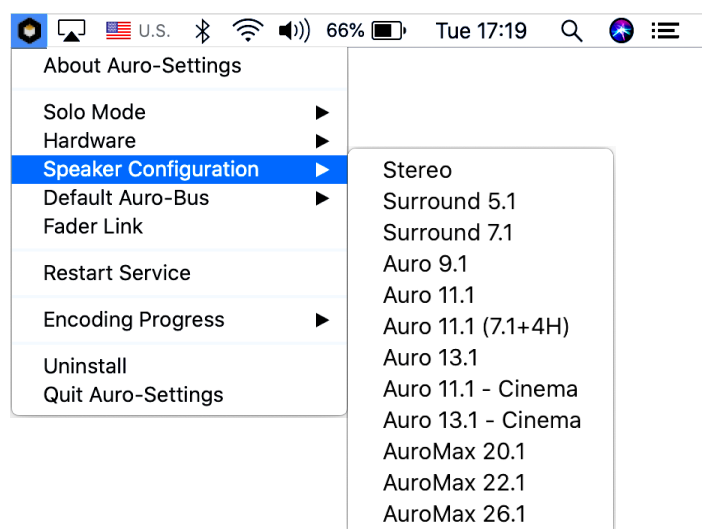 U.S. 66% Tue 17:19
About Auro-Settings
Solo Mode
Hardware
Speaker Configuration
Default Auro-Bus
Fader Link
Restart Service
Encoding Progress
Uninstall
Quit Auro-Settings
Stereo
Surround 5.1
Surround 7.1
Auro 9.1
Auro 11.1
Auro 11.1 (7.1+4H)
Auro 13.1
Auro 11.1 - Cinema
Auro 13.1 - Cinema
AuroMax 20.1
AuroMax 22.1
AuroMax 26.1